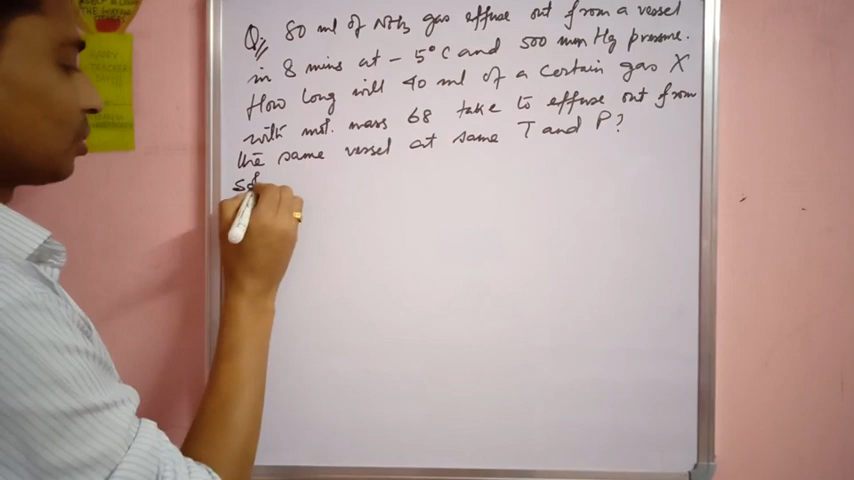 Q. 80 ml of NH3 gas effuse out from a vessel
in 8 mins at - 5°C and 500 mm Hg pressure.
How long will 40 ml of a certain gas X
with mol. mass 68 take to effuse out from
the same vessel at same T and P?
Sol
HAPPY
TEACHER